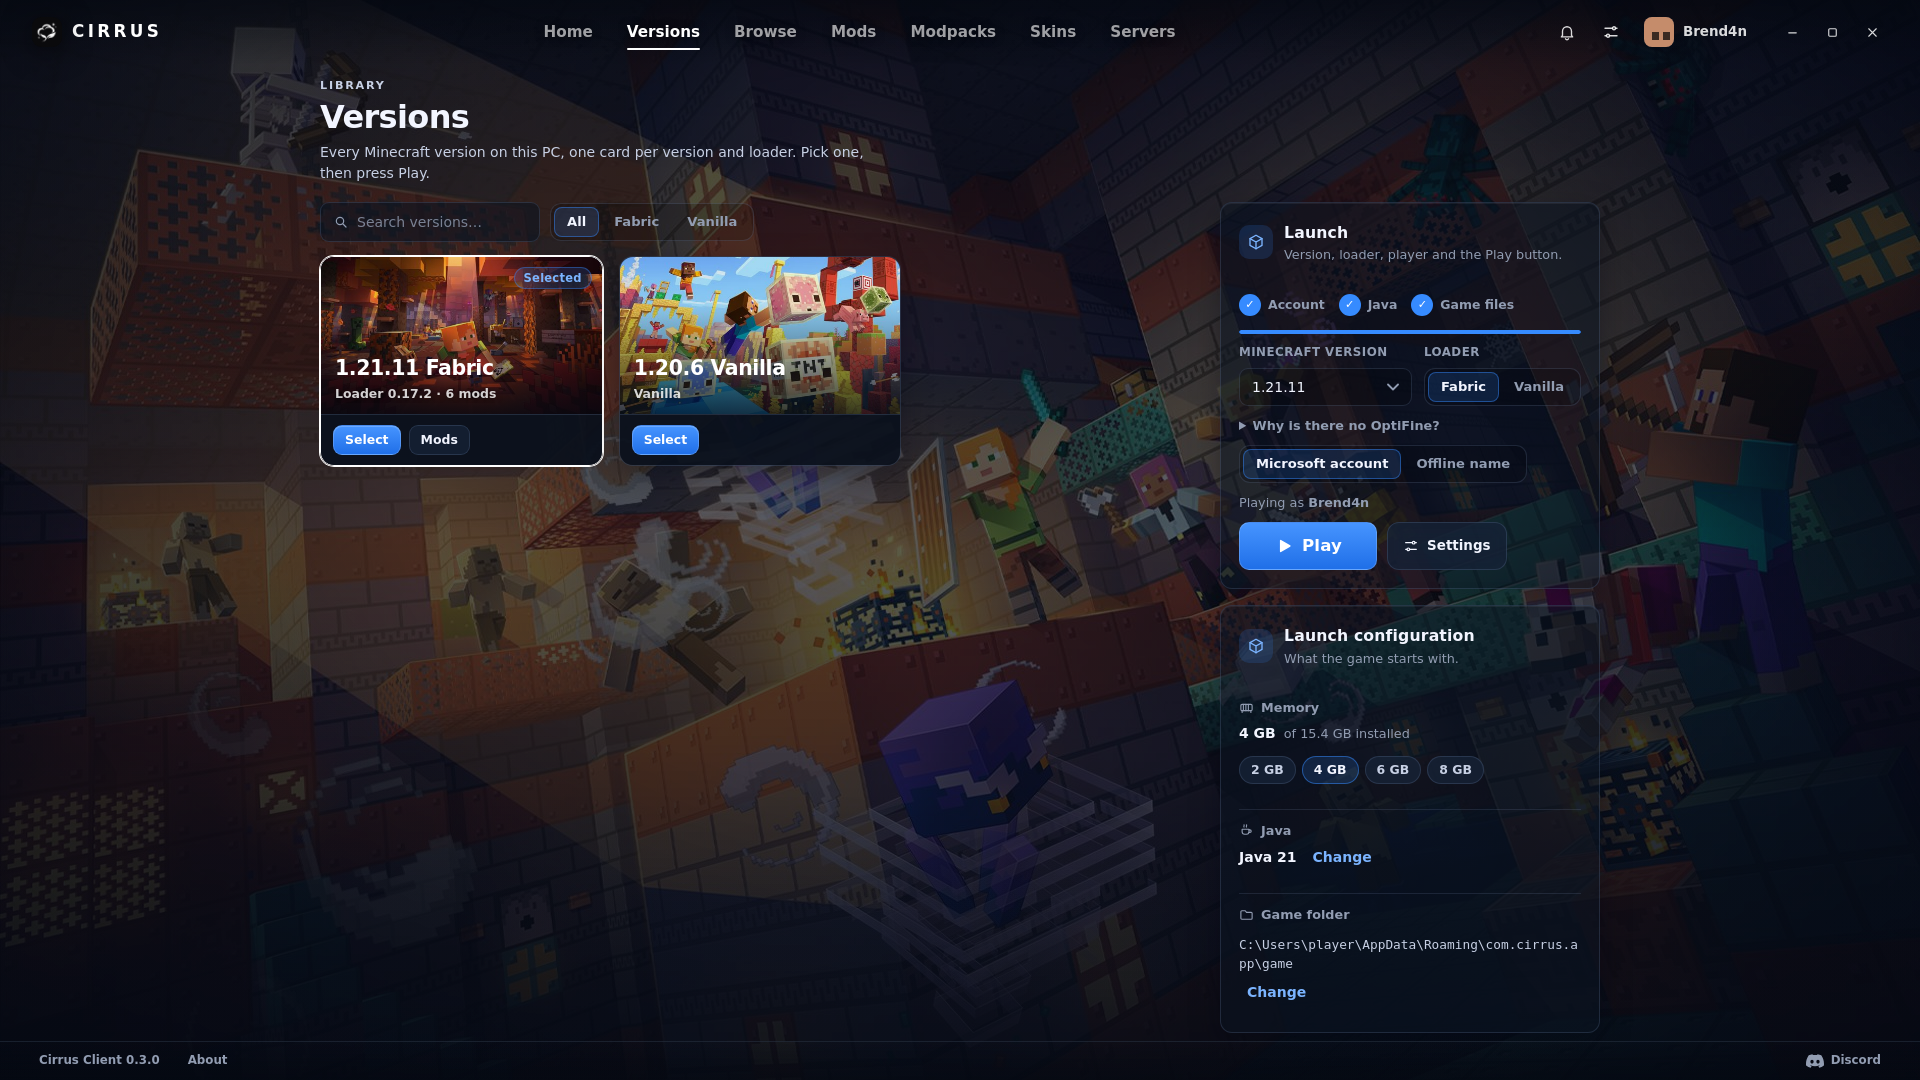 CIRRUS
Home
Versions
Browse
Mods
Modpacks
Skins
Servers
Brend4n
LIBRARY
Versions
Every Minecraft version on this PC, one card per version and loader. Pick one,
then press Play.
Search versions...
All
Fabric
Vanilla
Selected
1.21.11 Fabric
Loader 0.17.2 · 6 mods
Select
Mods
1.20.6 Vanilla
Vanilla
Select
Launch
Version, loader, player and the Play button.
Account
Java
Game files
MINECRAFT VERSION
LOADER
1.21.11
Fabric
Vanilla
Why is there no OptiFine?
Microsoft account
Offline name
Playing as Brend4n
Play
Settings
Launch configuration
What the game starts with.
Memory
4 GB of 15.4 GB installed
2 GB
4 GB
6 GB
8 GB
Java
Java 21
Change
Game folder
C:\Users\player\AppData\Roaming\com.cirrus.a
pp\game
Change
Cirrus Client 0.3.0
About
Discord